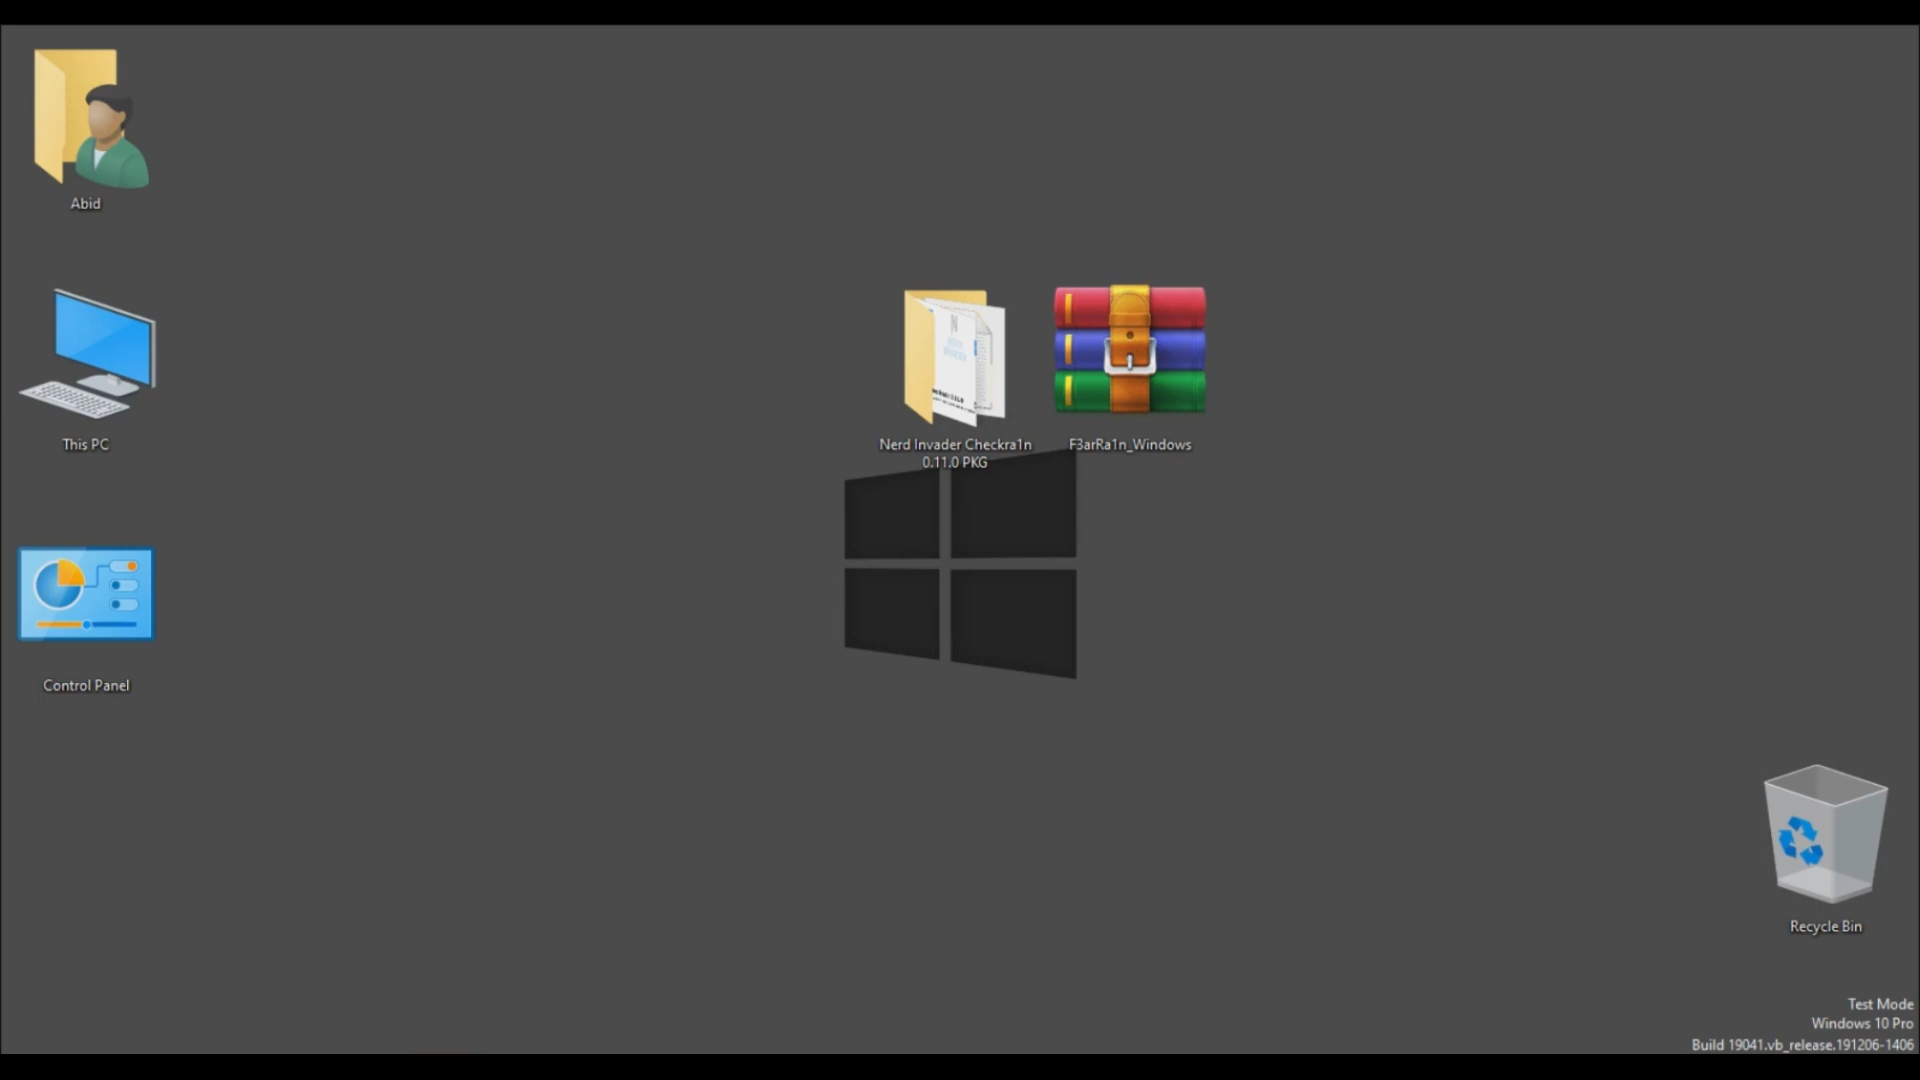 Abid
This PC
Control Panel
Nerd Invader Checkra1n
0.11.0 PKG
F3arRa1n_Windows
Recycle Bin
Test Mode
Windows 10 Pro
Build 19041.vb_release.191206-1406